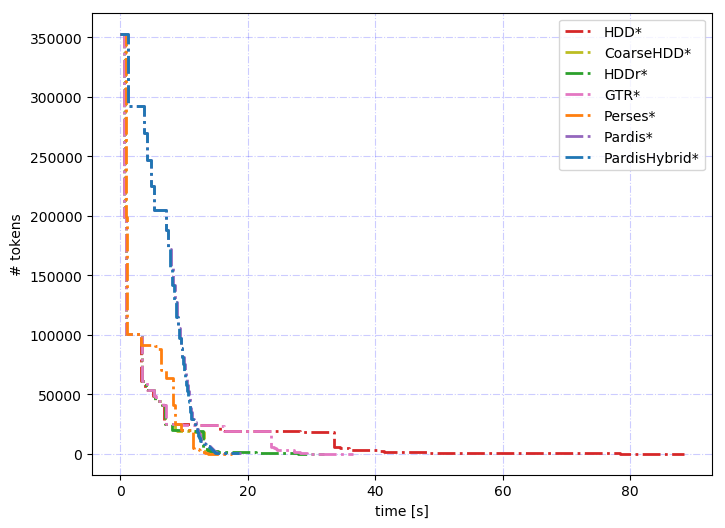 350000
300000
250000
200000
150000
100000
50000
0
# tokens
HDD*
CoarseHDD*
HDDr*
GTR*
Perses*
Pardis*
PardisHybrid*
0 20 40 60 80
time [s]